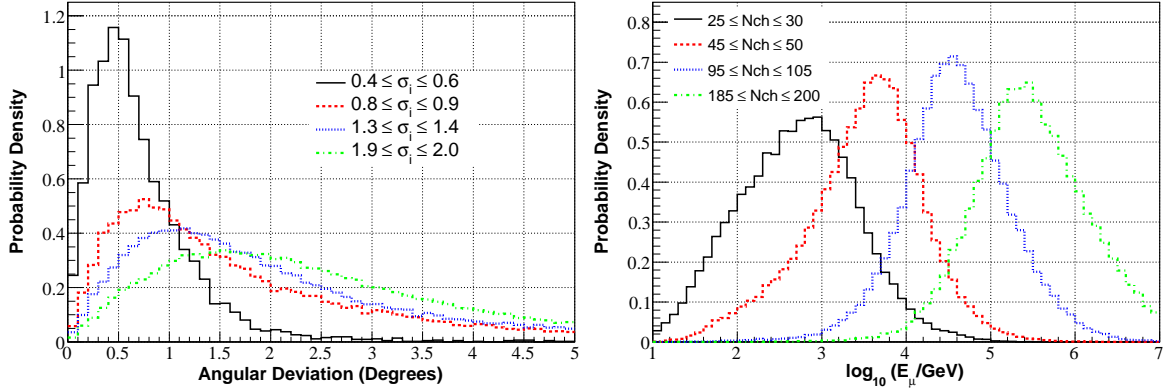 Probability Density
1.2
1
0.8
0.6
0.4
0.2
0
0.4 ≤ σi ≤ 0.6
0.8 ≤ σi ≤ 0.9
1.3 ≤ σi ≤ 1.4
1.9 ≤ σi ≤ 2.0
0 0.5 1 1.5 2 2.5 3 3.5 4 4.5 5
Angular Deviation (Degrees)
Probability Density
0.8
0.7
0.6
0.5
0.4
0.3
0.2
0.1
0
25 ≤ Nch ≤ 30
45 ≤ Nch ≤ 50
95 ≤ Nch ≤ 105
185 ≤ Nch ≤ 200
1 2 3 4 5 6 7
log10 (Eμ/GeV)